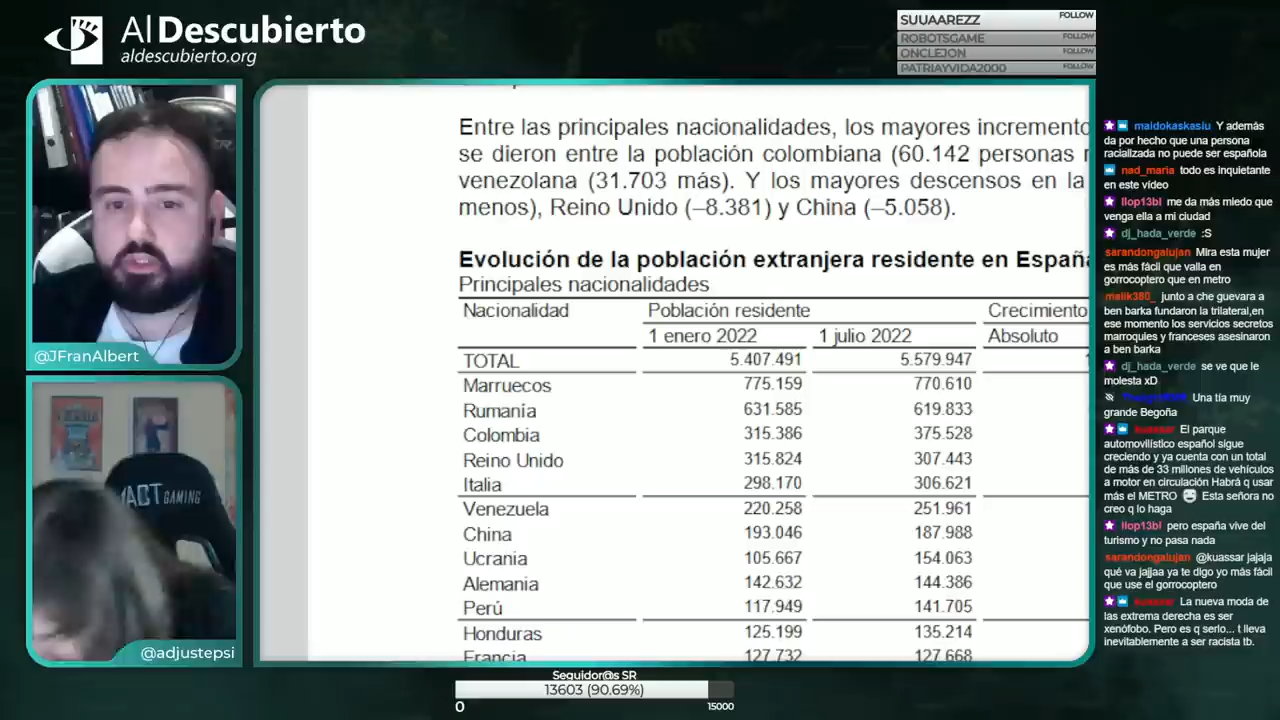 Al Descubierto
aldescubierto.org
SUUAAREZZ FOLLOW
ROBOTSGAME FOLLOW
ONCLEJON FOLLOW
PATRIAYVIDA2000 FOLLOW
@JFranAlbert
ACT GAMING
@adjustepsi
Entre las principales nacionalidades, los mayores incremento
se dieron entre la población colombiana (60.142 personas
venezolana (31.703 más). Y los mayores descensos en la
menos), Reino Unido (–8.381) y China (–5.058).
Evolución de la población extranjera residente en España
Principales nacionalidades
Nacionalidad Población residente Crecimiento
1 enero 2022 1 julio 2022 Absoluto
TOTAL 5.407.491 5.579.947
Marruecos 775.159 770.610
Rumanía 631.585 619.833
Colombia 315.386 375.528
Reino Unido 315.824 307.443
Italia 298.170 306.621
Venezuela 220.258 251.961
China 193.046 187.988
Ucrania 105.667 154.063
Alemania 142.632 144.386
Perú 117.949 141.705
Honduras 125.199 135.214
Francia 127.732 127.668
Seguidor@s SR
13603 (90.69%)
0 15000
maidokaskasiu Y además
da por hecho que una persona
racializada no puede ser española
nad_maria todo es inquietante
en este vídeo
llop13bl me da más miedo que
venga ella a mi ciudad
dj_hada_verde :S
sarandongalujan Mira esta mujer
es más fácil que valla en
gorrocoptero que en metro
malik380_ junto a che guevara a
ben barka fundaron la trilateral,en
ese momento los servicios secretos
marroquíes y franceses asesinaron
a ben barka
dj_hada_verde se ve que le
molesta xD
Una tía muy
grande Begoña
kuassar El parque
automovilístico español sigue
creciendo y ya cuenta con un total
de más de 33 millones de vehículos
a motor en circulación Habrá q usar
más el METRO Esta señora no
creo q lo haga
llop13bl pero españa vive del
turismo y no pasa nada
sarandongalujan @kuassar jajaja
qué va jajjaa ya te digo yo más fácil
que use el gorrocoptero
kuassar La nueva moda de
las extrema derecha es ser
xenófobo. Pero es q serlo... t lleva
inevitablemente a ser racista tb.